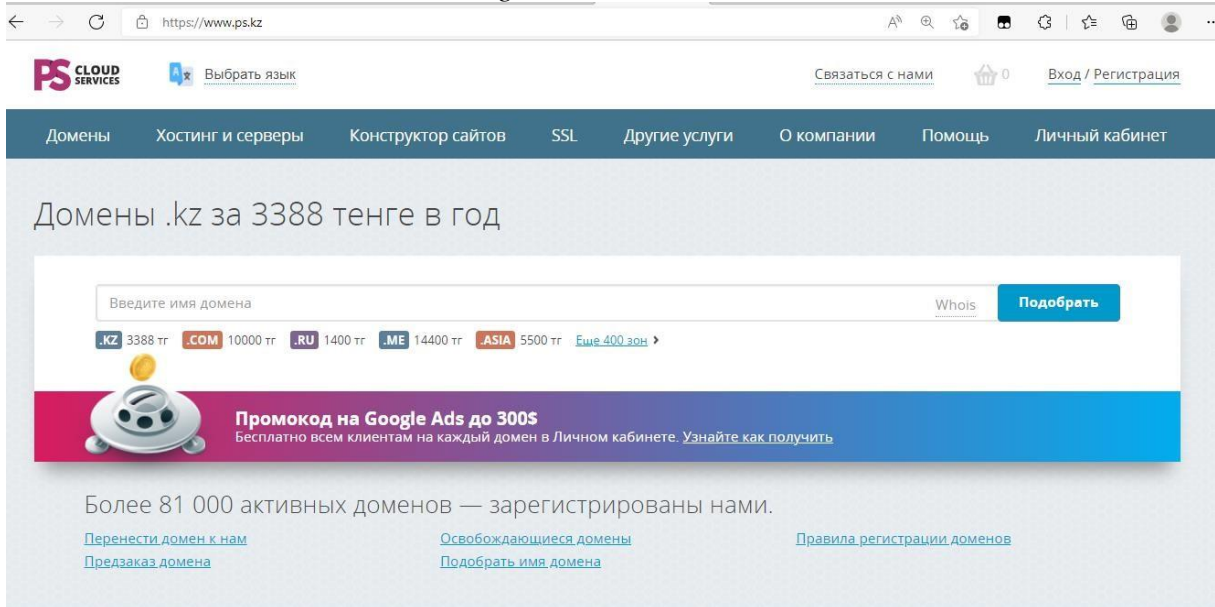 https://www.ps.kz
PS CLOUD SERVICES
Выбрать язык
Связаться с нами
0
Вход / Регистрация
Домены Хостинг и серверы Конструктор сайтов SSL Другие услуги О компании Помощь Личный кабинет
Домены .kz за 3388 тенге в год
Введите имя домена Whois Подобрать
.KZ 3388 тг .COM 10000 тг .RU 1400 тг .ME 14400 тг .ASIA 5500 тг Еще 400 зон
Промокод на Google Ads до 300$
Бесплатно всем клиентам на каждый домен в Личном кабинете. Узнайте как получить
Более 81 000 активных доменов — зарегистрированы нами.
Перенести домен к нам Освобождающиеся домены Правила регистрации доменов
Предзаказ домена Подобрать имя домена